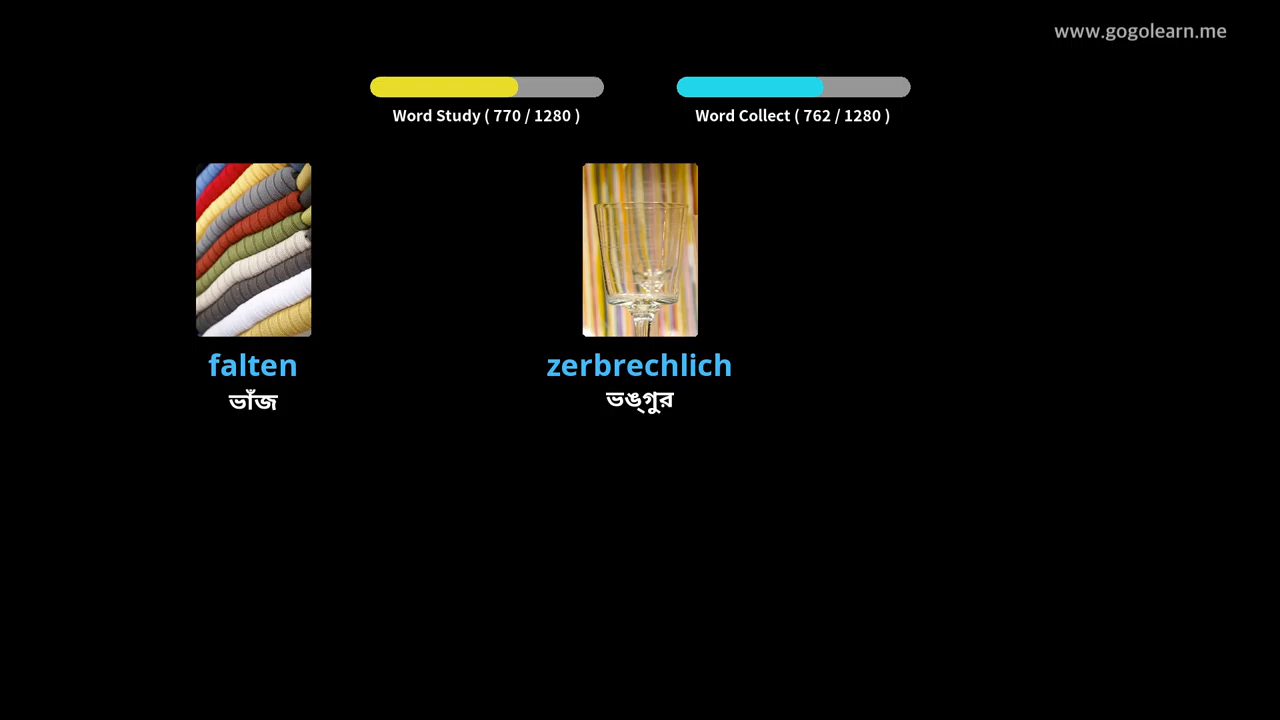 www.gogolearn.me
Word Study ( 770 / 1280 )
Word Collect ( 762 / 1280 )
falten
ভাঁজ
zerbrechlich
ভঙ্গুর